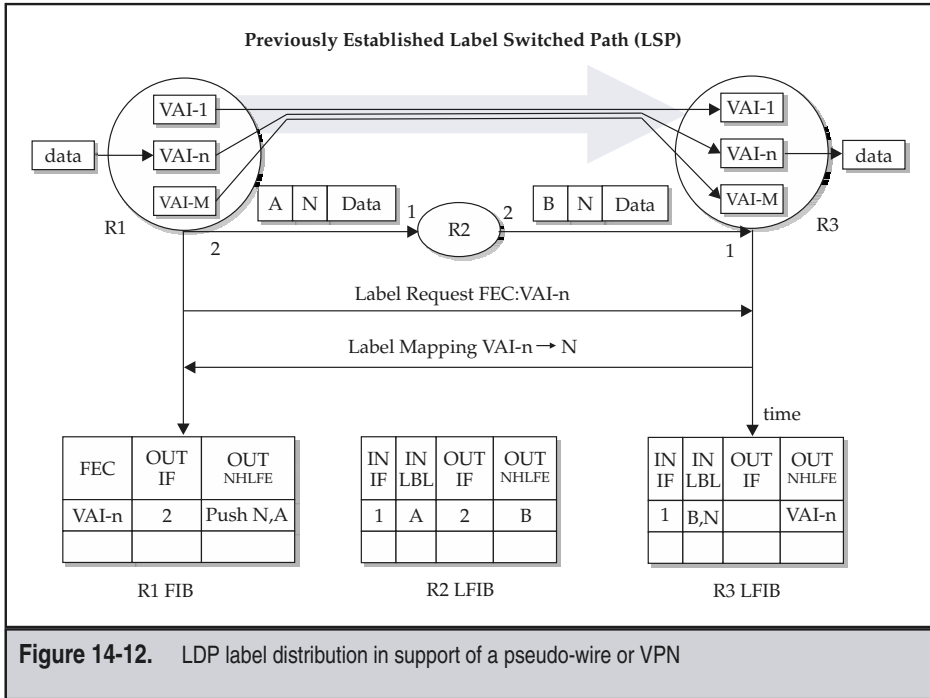 Previously Established Label Switched Path (LSP)
VAI-1
VAI-1
data
VAI-n
VAI-n
data
VAI-M
VAI-M
A N Data
B N Data
R1
R3
1
R2
2
2
1
Label Request FEC:VAI-n
Label Mapping VAI-n → N
time
FEC OUT IF OUT NHLFE
VAI-n 2 Push N,A
R1 FIB
IN IF IN LBL OUT IF OUT NHLFE
1 A 2 B
R2 LFIB
IN IF IN LBL OUT IF OUT NHLFE
1 B,N VAI-n
R3 LFIB
Figure 14-12. LDP label distribution in support of a pseudo-wire or VPN